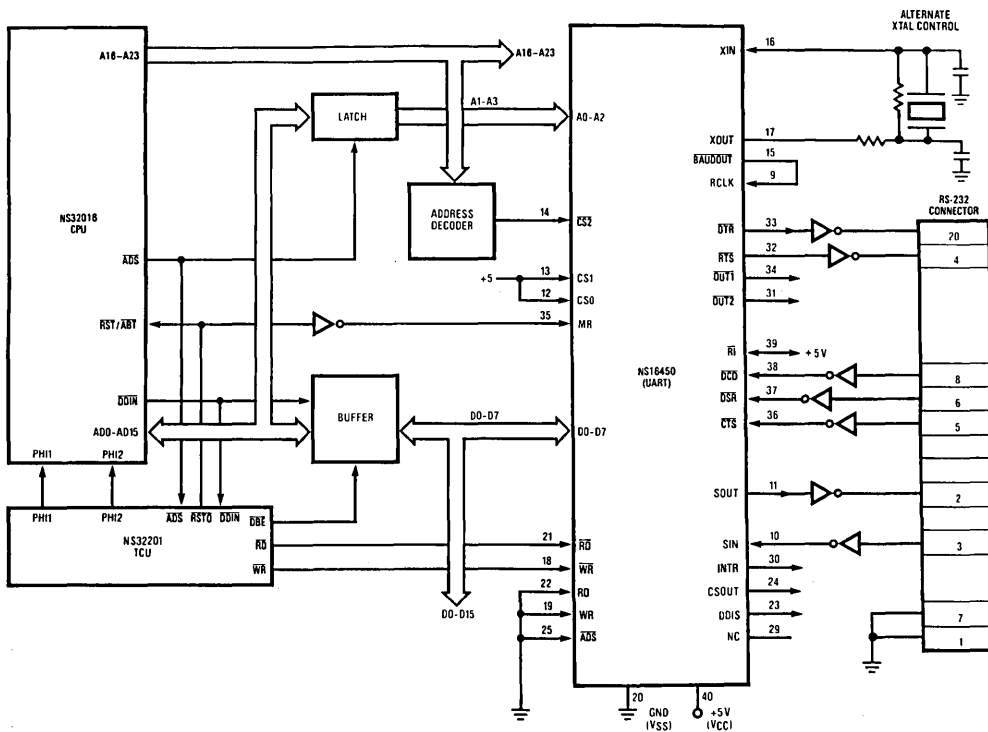 ALTERNATE
XTAL CONTROL
A16-A23
A16-A23
XIN
16
A1-A3
LATCH
A0-A2
XOUT
17
BAUDOUT
15
RCLK
9
RS-232
CONNECTOR
NS32016
CPU
ADDRESS
DECODER
14
CS2
DTR
33
20
RTS
32
4
ADS
+5
13
CS1
OUT1
34
12
CS0
OUT2
31
RST/ABT
35
MR
NS16450
(UART)
RI
39
+5V
DCD
38
8
DDIN
BUFFER
DSR
37
6
D0-D7
CTS
36
5
AD0-AD15
D0-D7
PHI1
PHI2
SOUT
11
2
PHI1
PHI2
ADS
RSTO
DDIN
DBE
NS32201
TCU
RD
21
RD
SIN
10
3
WR
18
WR
INTR
30
22
RD
CSOUT
24
19
WR
DDIS
23
7
D0-D15
25
ADS
NC
29
1
20
40
GND
(VSS)
+5V
(VCC)